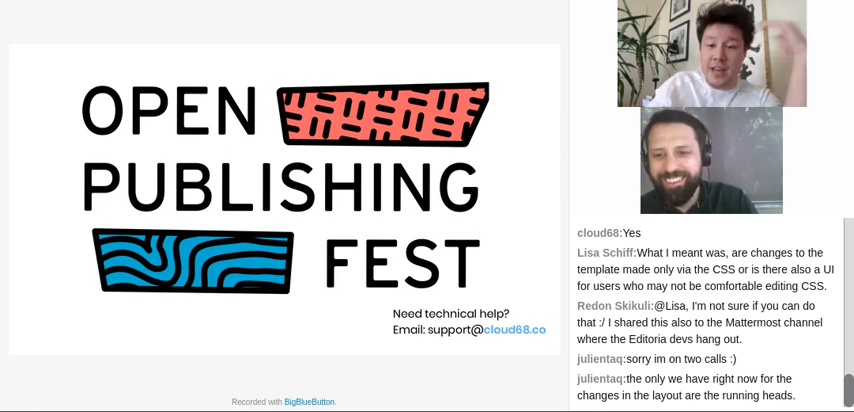 OPEN
PUBLISHING
FEST
Need technical help?
Email: support@cloud68.co
Recorded with BigBlueButton.
cloud68:Yes
Lisa Schiff:What I meant was, are changes to the
template made only via the CSS or is there also a UI
for users who may not be comfortable editing CSS.
Redon Skikuli:@Lisa, I'm not sure if you can do
that :/ I shared this also to the Mattermost channel
where the Editoria devs hang out.
julientaq:sorry im on two calls :)
julientaq:the only we have right now for the
changes in the layout are the running heads.